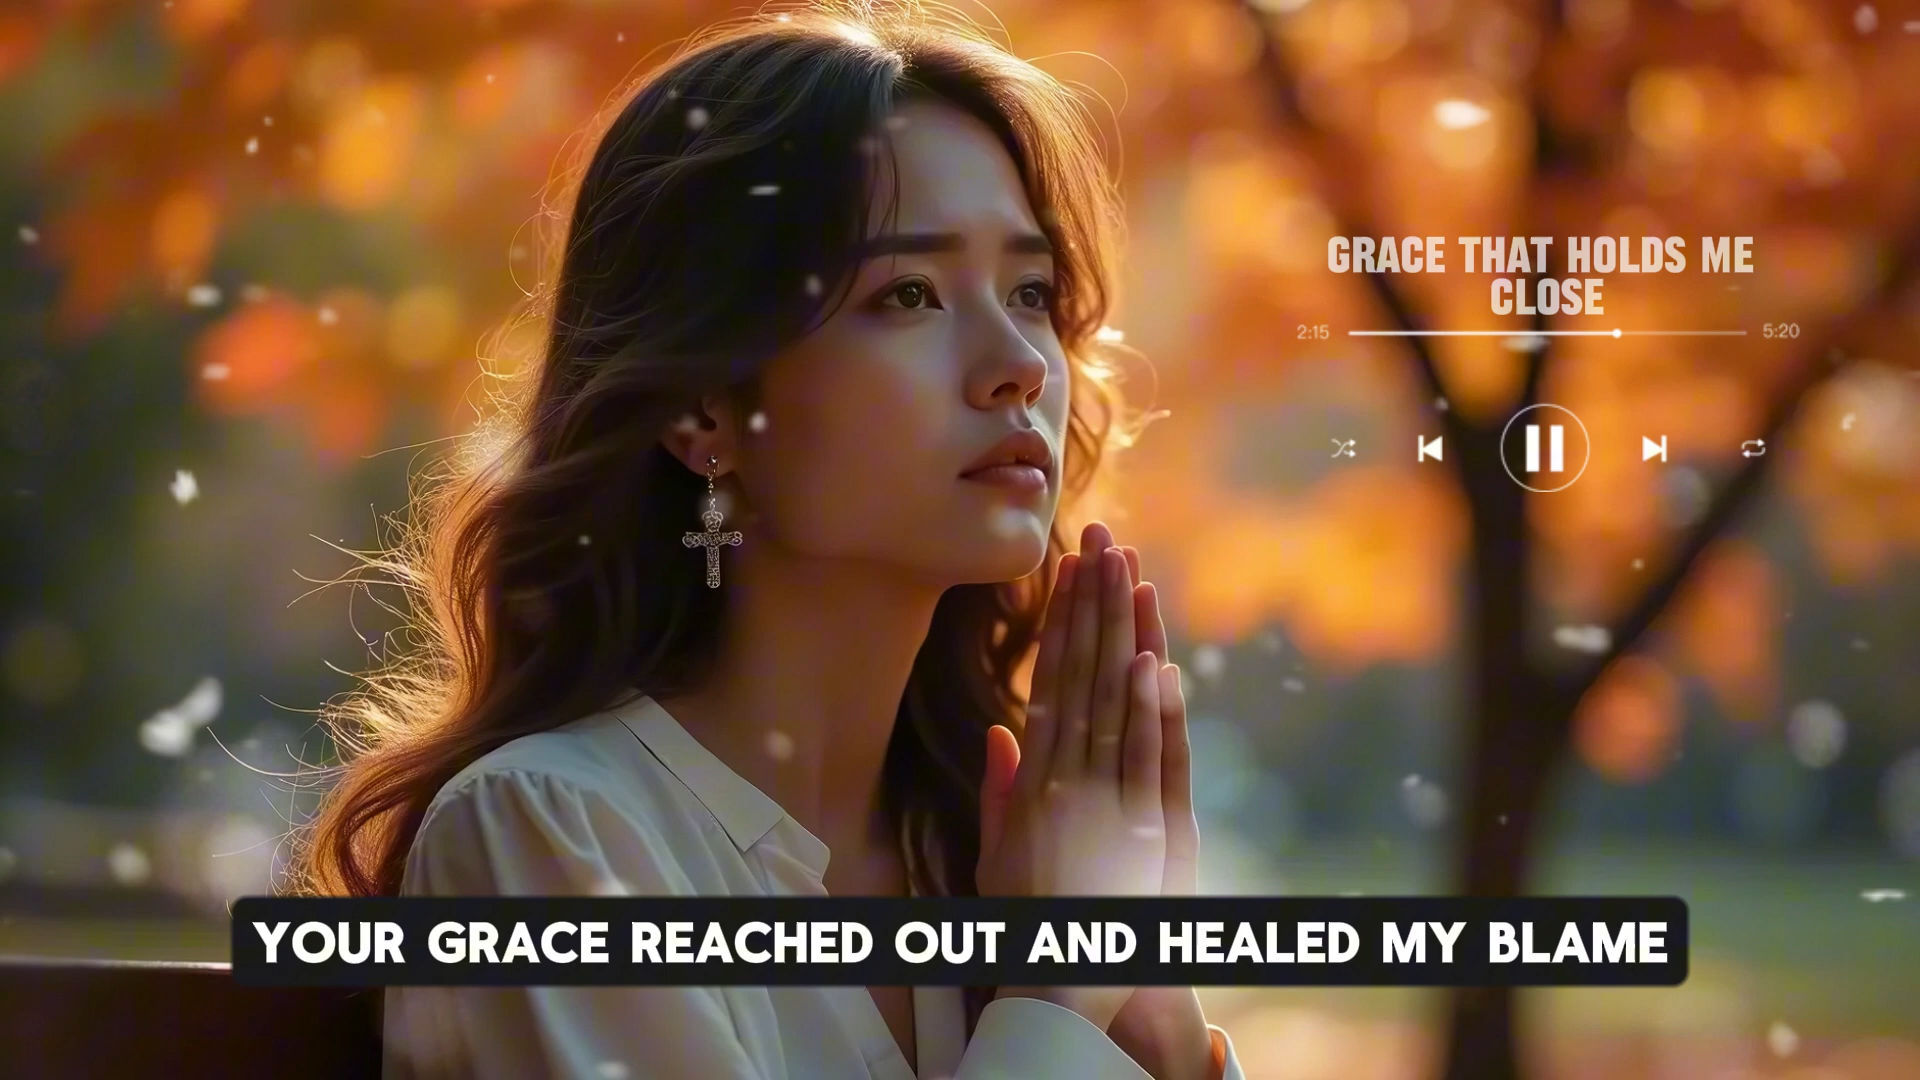 GRACE THAT HOLDS ME
CLOSE
2:15 5:20
YOUR GRACE REACHED OUT AND HEALED MY BLAME